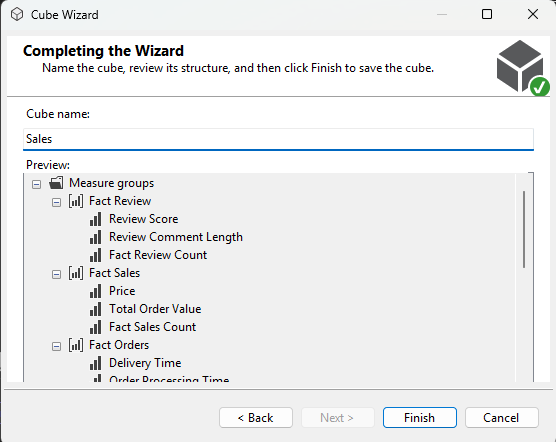 Cube Wizard
Completing the Wizard
Name the cube, review its structure, and then click Finish to save the cube.
Cube name:
Sales
Preview:
Measure groups
Fact Review
Review Score
Review Comment Length
Fact Review Count
Fact Sales
Price
Total Order Value
Fact Sales Count
Fact Orders
Delivery Time
Order Processing Time
< Back
Next >
Finish
Cancel